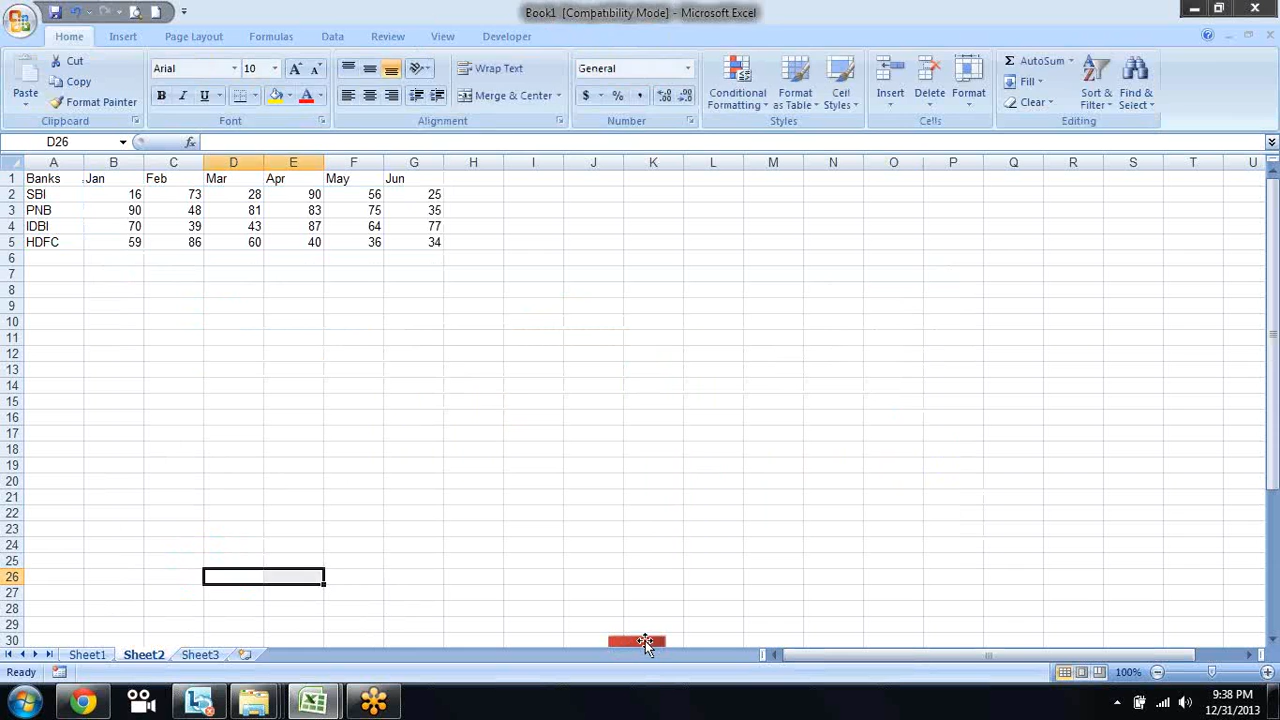 Book1 [Compatibility Mode] - Microsoft Excel
Home Insert Page Layout Formulas Data Review View Developer
Paste Cut Copy Format Painter Clipboard
Arial 10 B I U A Font
Wrap Text Merge & Center Alignment
General $ % , Number
Conditional Formatting Format as Table Cell Styles Styles
Insert Delete Format Cells
Σ AutoSum Fill Clear Sort & Filter Find & Select Editing
D26 fx
A B C D E F G H I J K L M N O P Q R S T U
1 Banks Jan Feb Mar Apr May Jun
2 SBI 16 73 28 90 56 25
3 PNB 90 48 81 83 75 35
4 IDBI 70 39 43 87 64 77
5 HDFC 59 86 60 40 36 34
6
7
8
9
10
11
12
13
14
15
16
17
18
19
20
21
22
23
24
25
26
27
28
29
30
Sheet1 Sheet2 Sheet3
Ready 100%
9:38 PM
12/31/2013